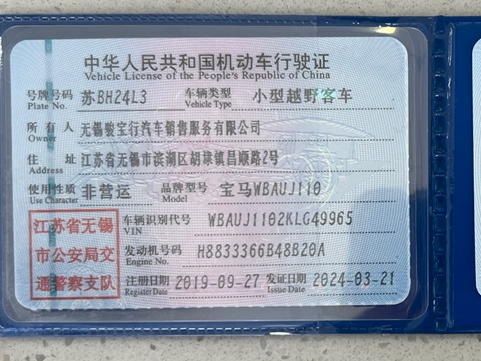 中华人民共和国机动车行驶证
Vehicle License of the People's Republic of China
号牌号码 苏BH24L3 车辆类型 小型越野客车
Plate No. Vehicle Type
所有人 无锡骏宝行汽车销售服务有限公司
Owner
住址 江苏省无锡市滨湖区胡埭镇昌顺路2号
Address
使用性质 非营运 品牌型号 宝马WBAUJ110
Use Character Model
江苏省无锡 车辆识别代号 WBAUJ1102KLG49965
VIN
市公安局交 发动机号码 H8833366B48B20A
Engine No.
通警察支队 注册日期 2019-09-27 发证日期 2024-03-21
Register Date Issue Date